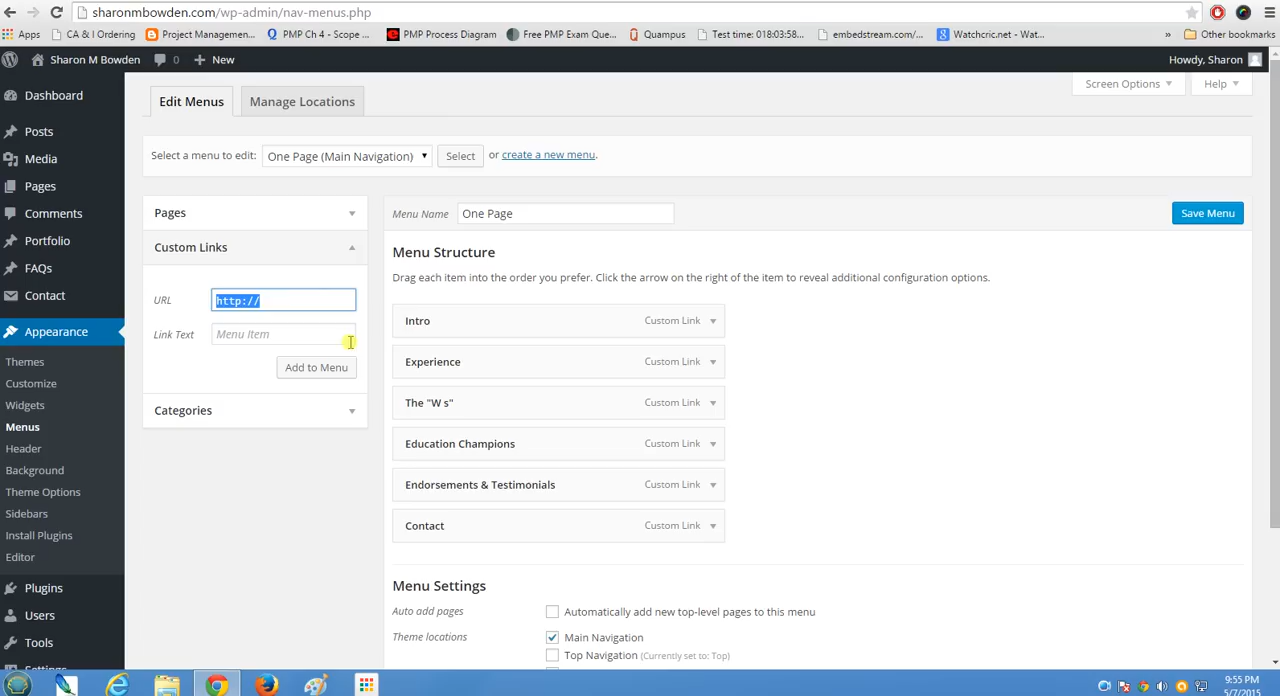 sharonmbowden.com/wp-admin/nav-menus.php
Apps CA & I Ordering Project Managemen... PMP Ch 4 - Scope ... PMP Process Diagram Free PMP Exam Que... Quampus Test time: 018:03:58... embedstream.com/... Watchcric.net - Wat... » Other bookmarks
Sharon M Bowden 0 + New Howdy, Sharon
Screen Options Help
Dashboard
Posts
Media
Pages
Comments
Portfolio
FAQs
Contact
Appearance
Themes
Customize
Widgets
Menus
Header
Background
Theme Options
Sidebars
Install Plugins
Editor
Plugins
Users
Tools
Settings
Edit Menus Manage Locations
Select a menu to edit: One Page (Main Navigation) Select or create a new menu.
Pages
Custom Links
URL http://
Link Text Menu Item
Add to Menu
Categories
Menu Name One Page Save Menu
Menu Structure
Drag each item into the order you prefer. Click the arrow on the right of the item to reveal additional configuration options.
Intro Custom Link
Experience Custom Link
The "W s" Custom Link
Education Champions Custom Link
Endorsements & Testimonials Custom Link
Contact Custom Link
Menu Settings
Auto add pages Automatically add new top-level pages to this menu
Theme locations Main Navigation
Top Navigation (Currently set to: Top)
9:55 PM
5/7/2015